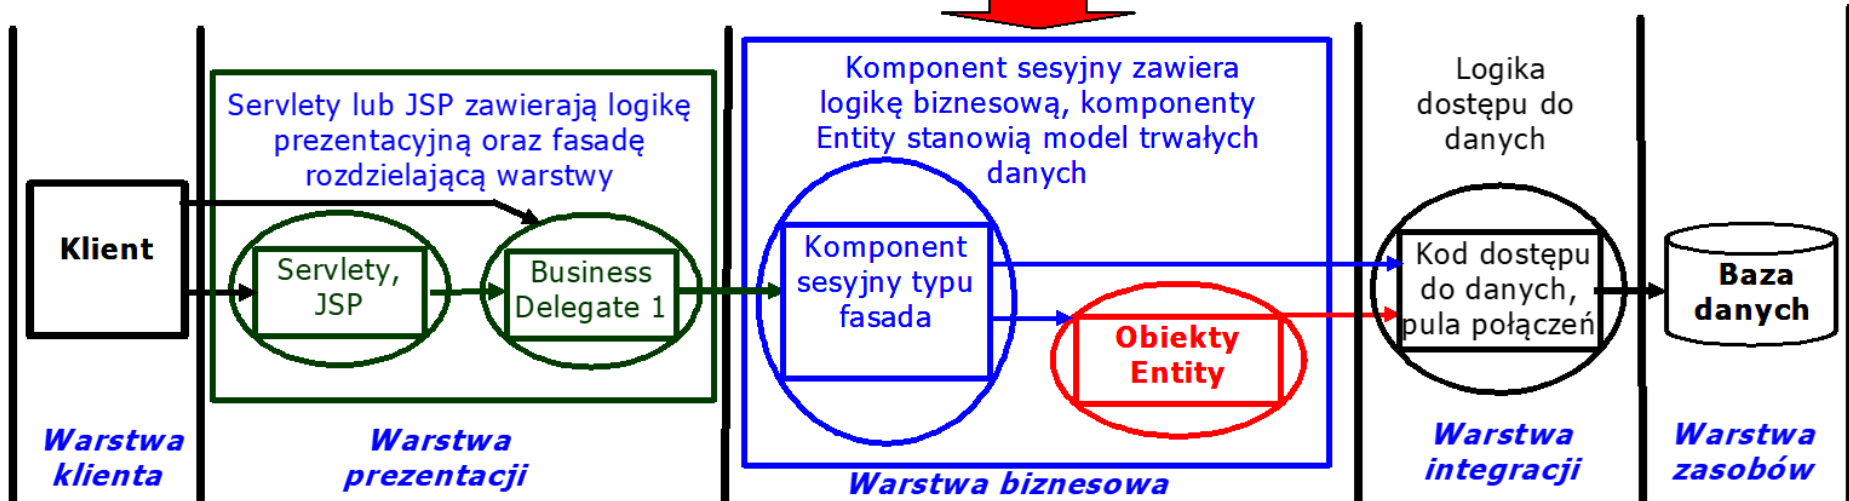 Servlety lub JSP zawierają logikę
prezentacyjną oraz fasadę
rozdzielającą warstwy
Komponent sesyjny zawiera
logikę biznesową, komponenty
Entity stanowią model trwałych
danych
Logika
dostępu do
danych
Klient
Servlety,
JSP
Business
Delegate 1
Komponent
sesyjny typu
fasada
Obiekty
Entity
Kod dostępu
do danych,
pula połączeń
Baza
danych
Warstwa
klienta
Warstwa
prezentacji
Warstwa biznesowa
Warstwa
integracji
Warstwa
zasobów